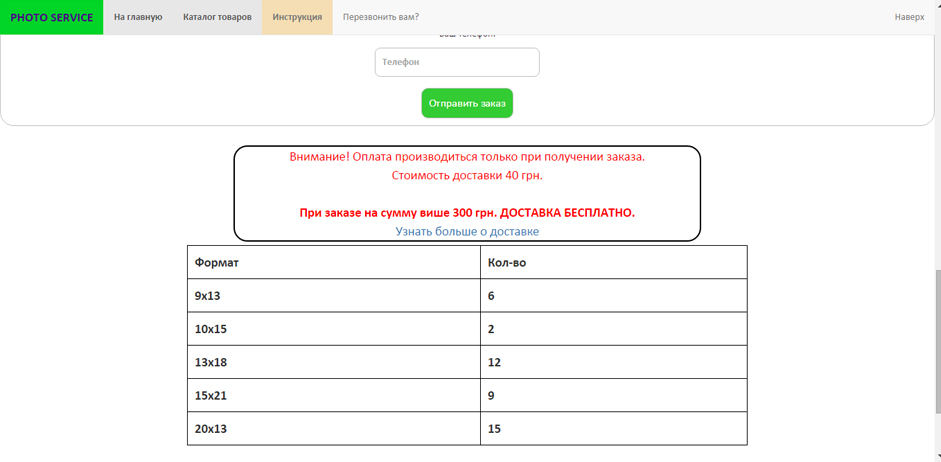 PHOTO SERVICE На главную Каталог товаров Инструкция Перезвонить вам? Наверх
Ваш телефон:
Телефон
Отправить заказ
Внимание! Оплата производиться только при получении заказа.
Стоимость доставки 40 грн.
При заказе на сумму више 300 грн. ДОСТАВКА БЕСПЛАТНО.
Узнать больше о доставке
Формат Кол-во
9x13 6
10x15 2
13x18 12
15x21 9
20x13 15